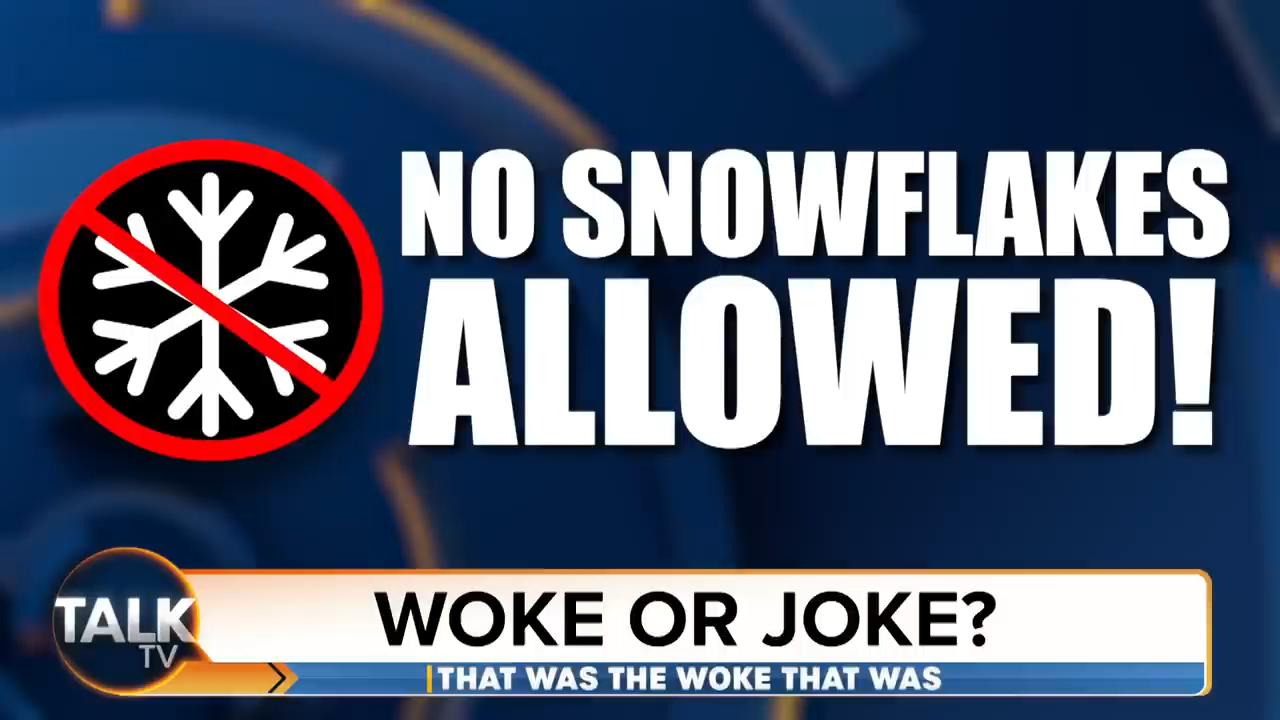 NO SNOWFLAKES
ALLOWED!
TALK
TV
WOKE OR JOKE?
THAT WAS THE WOKE THAT WAS